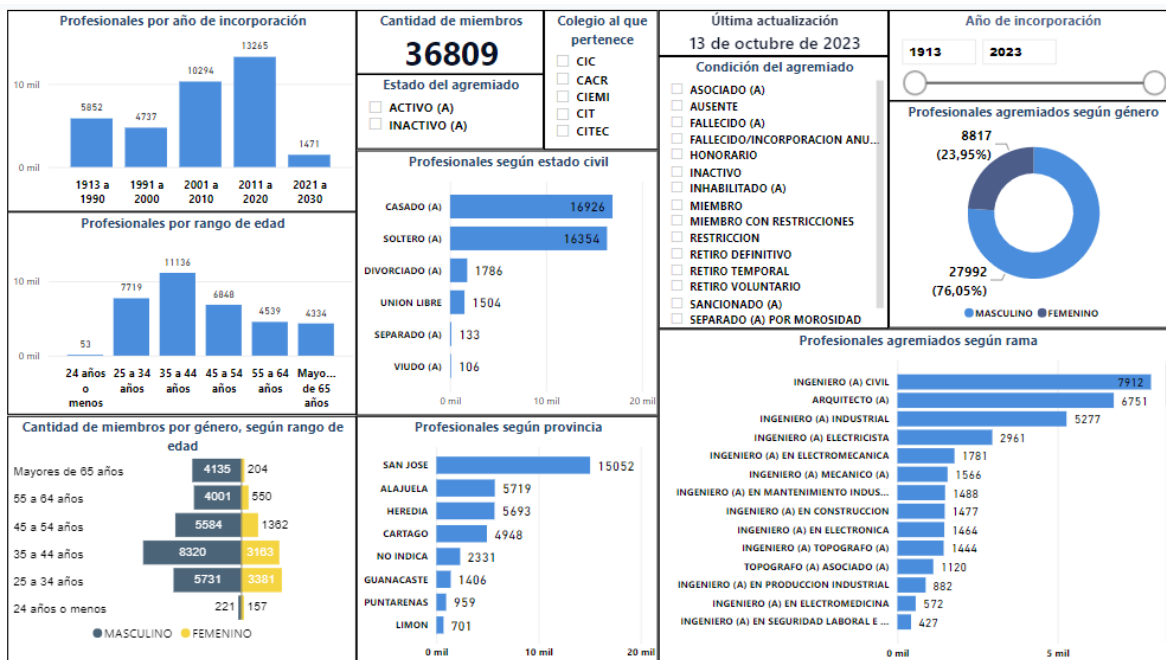 Profesionales por año de incorporación
13265
10294
10 mil
5852
4737
1471
0 mil
1913 a 1990
1991 a 2000
2001 a 2010
2011 a 2020
2021 a 2030
Cantidad de miembros
36809
Estado del agremiado
ACTIVO (A)
INACTIVO (A)
Colegio al que
pertenece
CIC
CACR
CIEMI
CIT
CITEC
Última actualización
13 de octubre de 2023
Condición del agremiado
ASOCIADO (A)
AUSENTE
FALLECIDO (A)
FALLECIDO/INCORPORACION ANU...
HONORARIO
INACTIVO
INHABILITADO (A)
MIEMBRO
MIEMBRO CON RESTRICCIONES
RESTRICCION
RETIRO DEFINITIVO
RETIRO TEMPORAL
RETIRO VOLUNTARIO
SANCIONADO (A)
SEPARADO (A) POR MOROSIDAD
Año de incorporación
1913 2023
Profesionales agremiados según género
8817
(23,95%)
27992
(76,05%)
MASCULINO FEMENINO
Profesionales por rango de edad
11136
10 mil
7719
6848
4539
4334
53
0 mil
24 años o menos
25 a 34 años
35 a 44 años
45 a 54 años
55 a 64 años
Mayo... de 65 años
Profesionales según estado civil
CASADO (A) 16926
SOLTERO (A) 16354
DIVORCIADO (A) 1786
UNION LIBRE 1504
SEPARADO (A) 133
VIUDO (A) 106
0 mil 10 mil 20 mil
Cantidad de miembros por género, según rango de
edad
Mayores de 65 años 4135 204
55 a 64 años 4001 550
45 a 54 años 5584 1362
35 a 44 años 8320 3163
25 a 34 años 5731 3381
24 años o menos 221 157
MASCULINO FEMENINO
Profesionales según provincia
SAN JOSE 15052
ALAJUELA 5719
HEREDIA 5693
CARTAGO 4948
NO INDICA 2331
GUANACASTE 1406
PUNTARENAS 959
LIMON 701
0 mil 10 mil 20 mil
Profesionales agremiados según rama
INGENIERO (A) CIVIL 7912
ARQUITECTO (A) 6751
INGENIERO (A) INDUSTRIAL 5277
INGENIERO (A) ELECTRICISTA 2961
INGENIERO (A) EN ELECTROMECANICA 1781
INGENIERO (A) MECANICO (A) 1566
INGENIERO (A) EN MANTENIMIENTO INDUS... 1488
INGENIERO (A) EN CONSTRUCCION 1477
INGENIERO (A) EN ELECTRONICA 1464
INGENIERO (A) TOPOGRAFO (A) 1444
TOPOGRAFO (A) ASOCIADO (A) 1120
INGENIERO (A) EN PRODUCCION INDUSTRIAL 882
INGENIERO (A) EN ELECTROMEDICINA 572
INGENIERO (A) EN SEGURIDAD LABORAL E ... 427
0 mil 5 mil